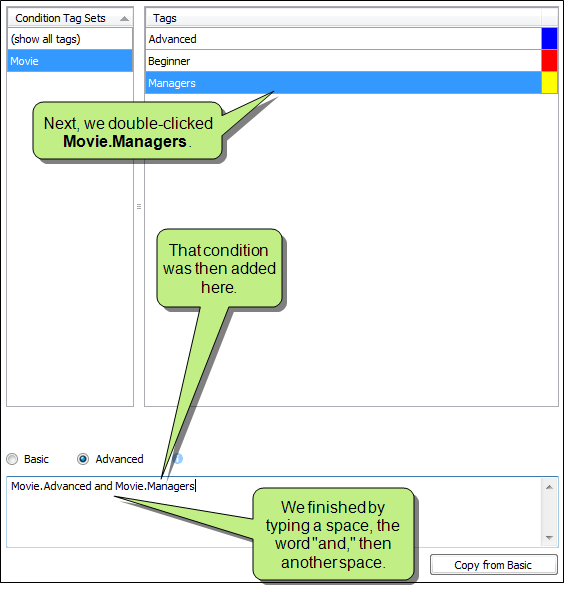 Condition Tag Sets
Tags
(show all tags)
Advanced
Movie
Beginner
Managers
Next, we double-clicked
Movie.Managers.
That condition
was then added
here.
Basic
Advanced
Movie.Advanced and Movie.Managers
We finished by
typing a space, the
word "and," then
another space.
Copy from Basic